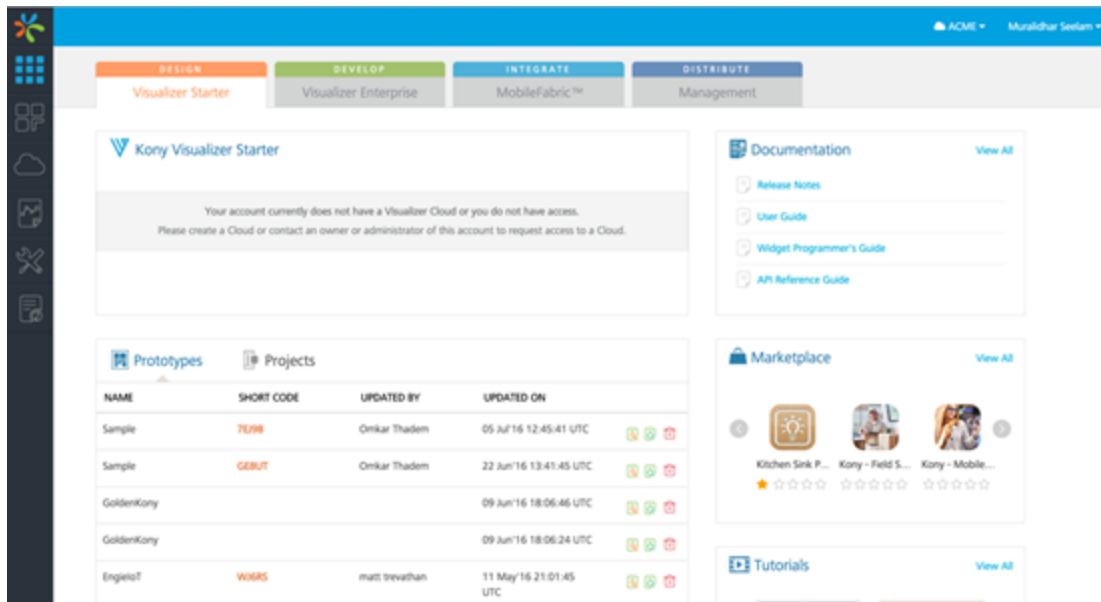 ACME
Muralidhar Seelam
DESIGN
Visualizer Starter
DEVELOP
Visualizer Enterprise
INTEGRATE
MobileFabric™
DISTRIBUTE
Management
Kony Visualizer Starter
Your account currently does not have a Visualizer Cloud or you do not have access.
Please create a Cloud or contact an owner or administrator of this account to request access to a Cloud.
Documentation View All
Release Notes
User Guide
Widget Programmer's Guide
API Reference Guide
Prototypes Projects
NAME SHORT CODE UPDATED BY UPDATED ON
Sample 7EJ98 Omkar Thadem 05 Jul'16 12:45:41 UTC
Sample GEBUT Omkar Thadem 22 Jun'16 13:41:45 UTC
GoldenKony 09 Jun'16 18:06:46 UTC
GoldenKony 09 Jun'16 18:06:24 UTC
EngieIoT WJ6RS matt trevathan 11 May'16 21:01:45
UTC
Marketplace View All
Kitchen Sink P... Kony - Field S... Kony - Mobile...
Tutorials View All